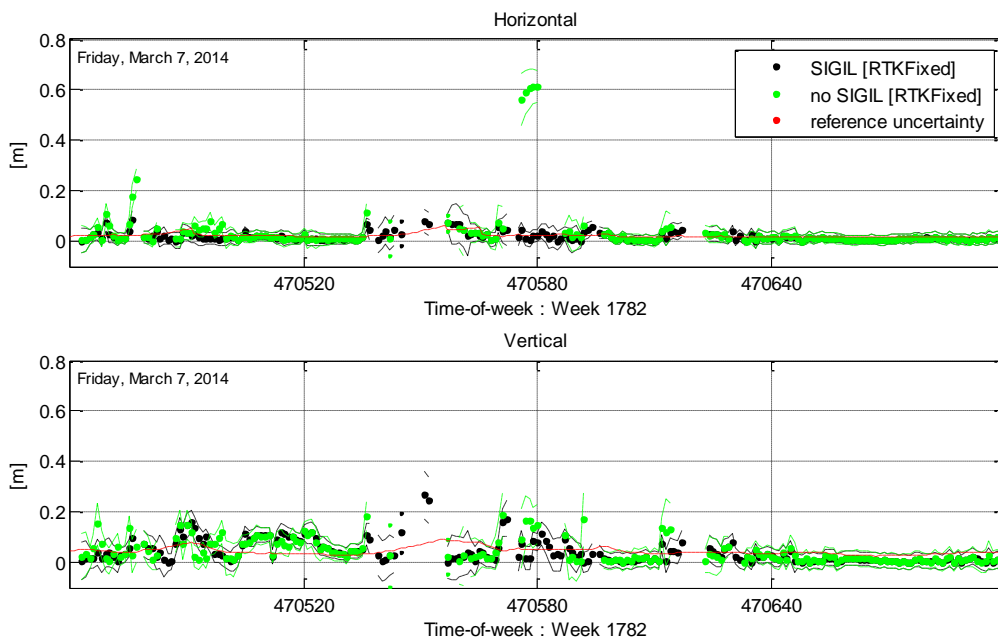 Horizontal
0.8
0.6
0.4
0.2
0
[m]
Friday, March 7, 2014
SIGIL [RTKFixed]
no SIGIL [RTKFixed]
reference uncertainty
470520 470580 470640
Time-of-week : Week 1782
Vertical
0.8
0.6
0.4
0.2
0
[m]
Friday, March 7, 2014
470520 470580 470640
Time-of-week : Week 1782